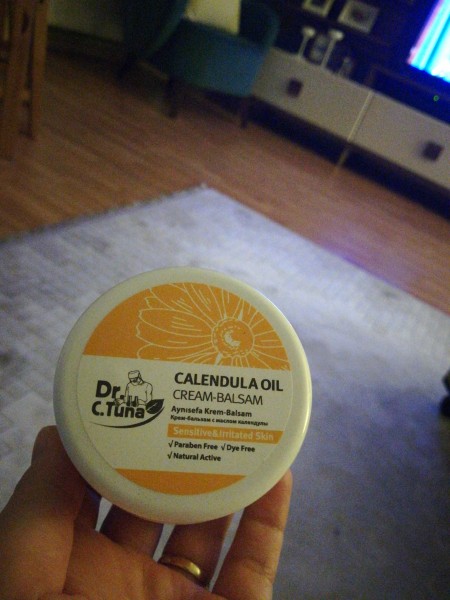 Dr.
C.Tuna
CALENDULA OIL
CREAM-BALSAM
Aynısefa Krem-Balsam
Крем-бальзам с маслом календулы
Sensitive&Irritated Skin
√ Paraben Free √ Dye Free
√ Natural Active